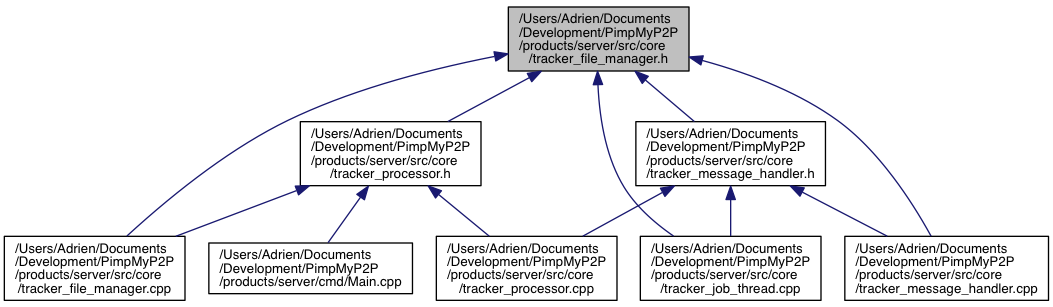 /Users/Adrien/Documents
/Development/PimpMyP2P
/products/server/src/core
/tracker_file_manager.h
/Users/Adrien/Documents
/Development/PimpMyP2P
/products/server/src/core
/tracker_processor.h
/Users/Adrien/Documents
/Development/PimpMyP2P
/products/server/src/core
/tracker_message_handler.h
/Users/Adrien/Documents
/Development/PimpMyP2P
/products/server/src/core
/tracker_file_manager.cpp
/Users/Adrien/Documents
/Development/PimpMyP2P
/products/server/cmd/Main.cpp
/Users/Adrien/Documents
/Development/PimpMyP2P
/products/server/src/core
/tracker_processor.cpp
/Users/Adrien/Documents
/Development/PimpMyP2P
/products/server/src/core
/tracker_job_thread.cpp
/Users/Adrien/Documents
/Development/PimpMyP2P
/products/server/src/core
/tracker_message_handler.cpp